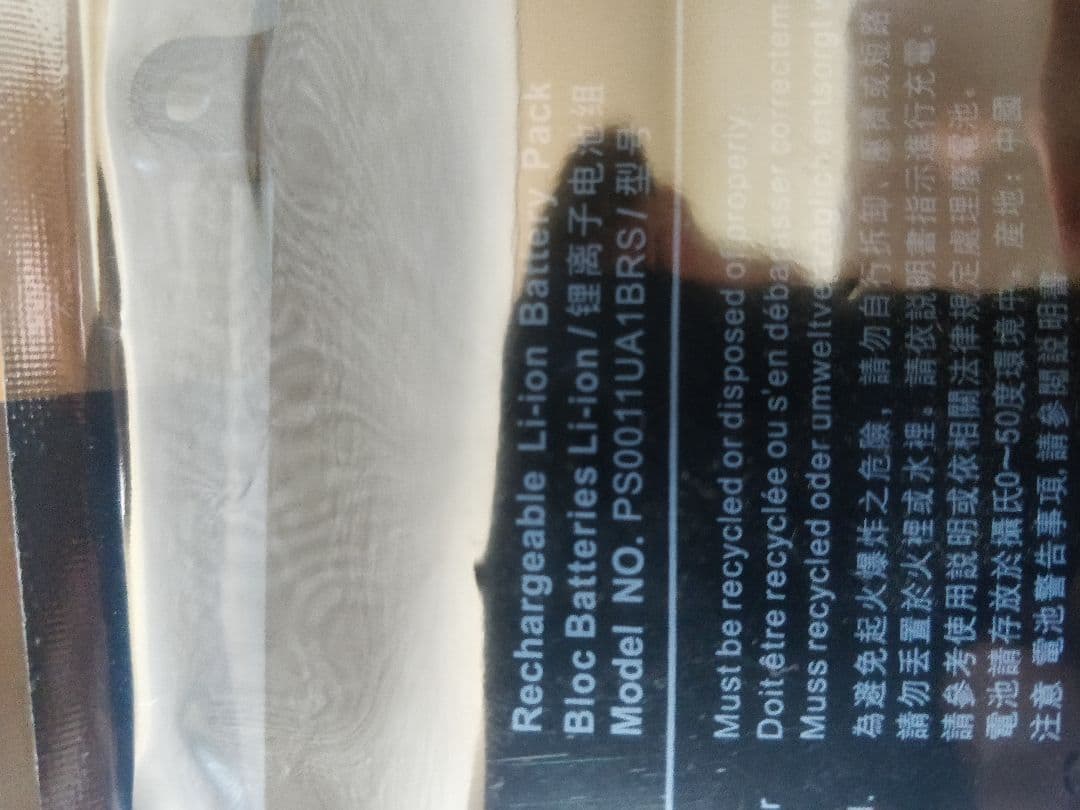 Rechargeable Li-ion Battery Pack
Bloc Batteries Li-ion / 锂离子电池组
Model NO. PS0011UA1BRS / 型号
Must be recycled or disposed of properly
Doit être recyclée ou s'en débarrasser correctem
Muss recycled oder umweltve entsorgt w
為避免起火爆炸之危險，請勿自行拆卸、 或短路
請勿丟置於火裡或水裡。請依說明書指示進行充電。
請參考使用說明或依相關法律規定處理廢電池。
電池請存放於攝氏0～50度環境中。產地：中國
注意 電池警告事項,請參閱說明書
r
l.